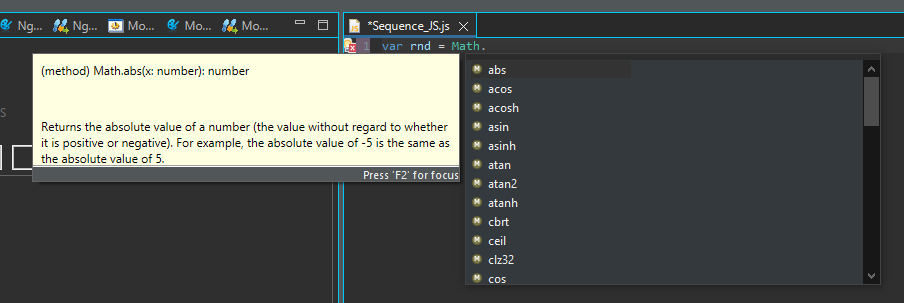 Ng... Ng... Mo... Mo... Mo... *Sequence_JS.js
1 var rnd = Math.
(method) Math.abs(x: number): number
Returns the absolute value of a number (the value without regard to whether
it is positive or negative). For example, the absolute value of -5 is the same as
the absolute value of 5.
Press 'F2' for focus
S
abs
acos
acosh
asin
asinh
atan
atan2
atanh
cbrt
ceil
clz32
cos